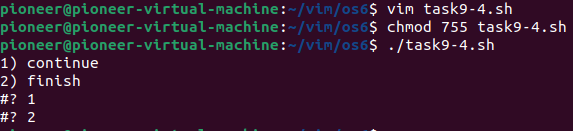 pioneer@pioneer-virtual-machine:~/vim/os6$ vim task9-4.sh
pioneer@pioneer-virtual-machine:~/vim/os6$ chmod 755 task9-4.sh
pioneer@pioneer-virtual-machine:~/vim/os6$ ./task9-4.sh
1) continue
2) finish
#? 1
#? 2